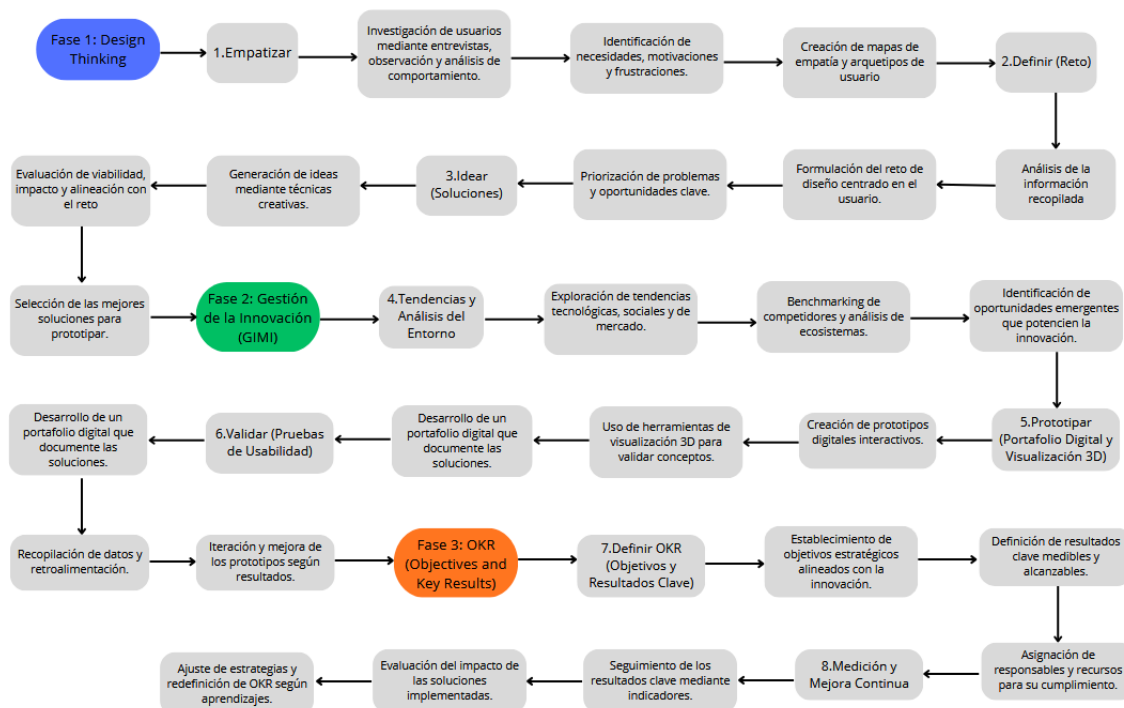 Fase 1: Design
Thinking
1.Empatizar
Investigación de usuarios
mediante entrevistas,
observación y análisis de
comportamiento.
Identificación de
necesidades, motivaciones
y frustraciones.
Creación de mapas de
empatía y arquetipos de
usuario
2.Definir (Reto)
Análisis de la
información
recopilada
Formulación del reto de
diseño centrado en el
usuario.
Priorización de problemas
y oportunidades clave.
3.Idear
(Soluciones)
Generación de ideas
mediante técnicas
creativas.
Evaluación de viabilidad,
impacto y alineación con
el reto
Selección de las mejores
soluciones para
prototipar.
Fase 2: Gestión
de la Innovación
(GIMI)
4.Tendencias y
Análisis del
Entorno
Exploración de tendencias
tecnológicas, sociales y
de mercado.
Benchmarking de
competidores y análisis de
ecosistemas.
Identificación de
oportunidades emergentes
que potencien la
innovación.
5.Prototipar
(Portafolio Digital y
Visualización 3D)
Creación de prototipos
digitales interactivos.
Uso de herramientas de
visualización 3D para
validar conceptos.
Desarrollo de un
portafolio digital que
documente las
soluciones.
6.Validar (Pruebas
de Usabilidad)
Desarrollo de un
portafolio digital que
documente las
soluciones.
Recopilación de datos y
retroalimentación.
Iteración y mejora de
los prototipos según
resultados.
Fase 3: OKR
(Objectives and
Key Results)
7.Definir OKR
(Objetivos y
Resultados Clave)
Establecimiento de
objetivos estratégicos
alineados con la
innovación.
Definición de resultados
clave medibles y
alcanzables.
Asignación de
responsables y recursos
para su cumplimiento.
8.Medición y
Mejora Continua
Seguimiento de los
resultados clave mediante
indicadores.
Evaluación del impacto de
las soluciones
implementadas.
Ajuste de estrategias y
redefinición de OKR según
aprendizajes.